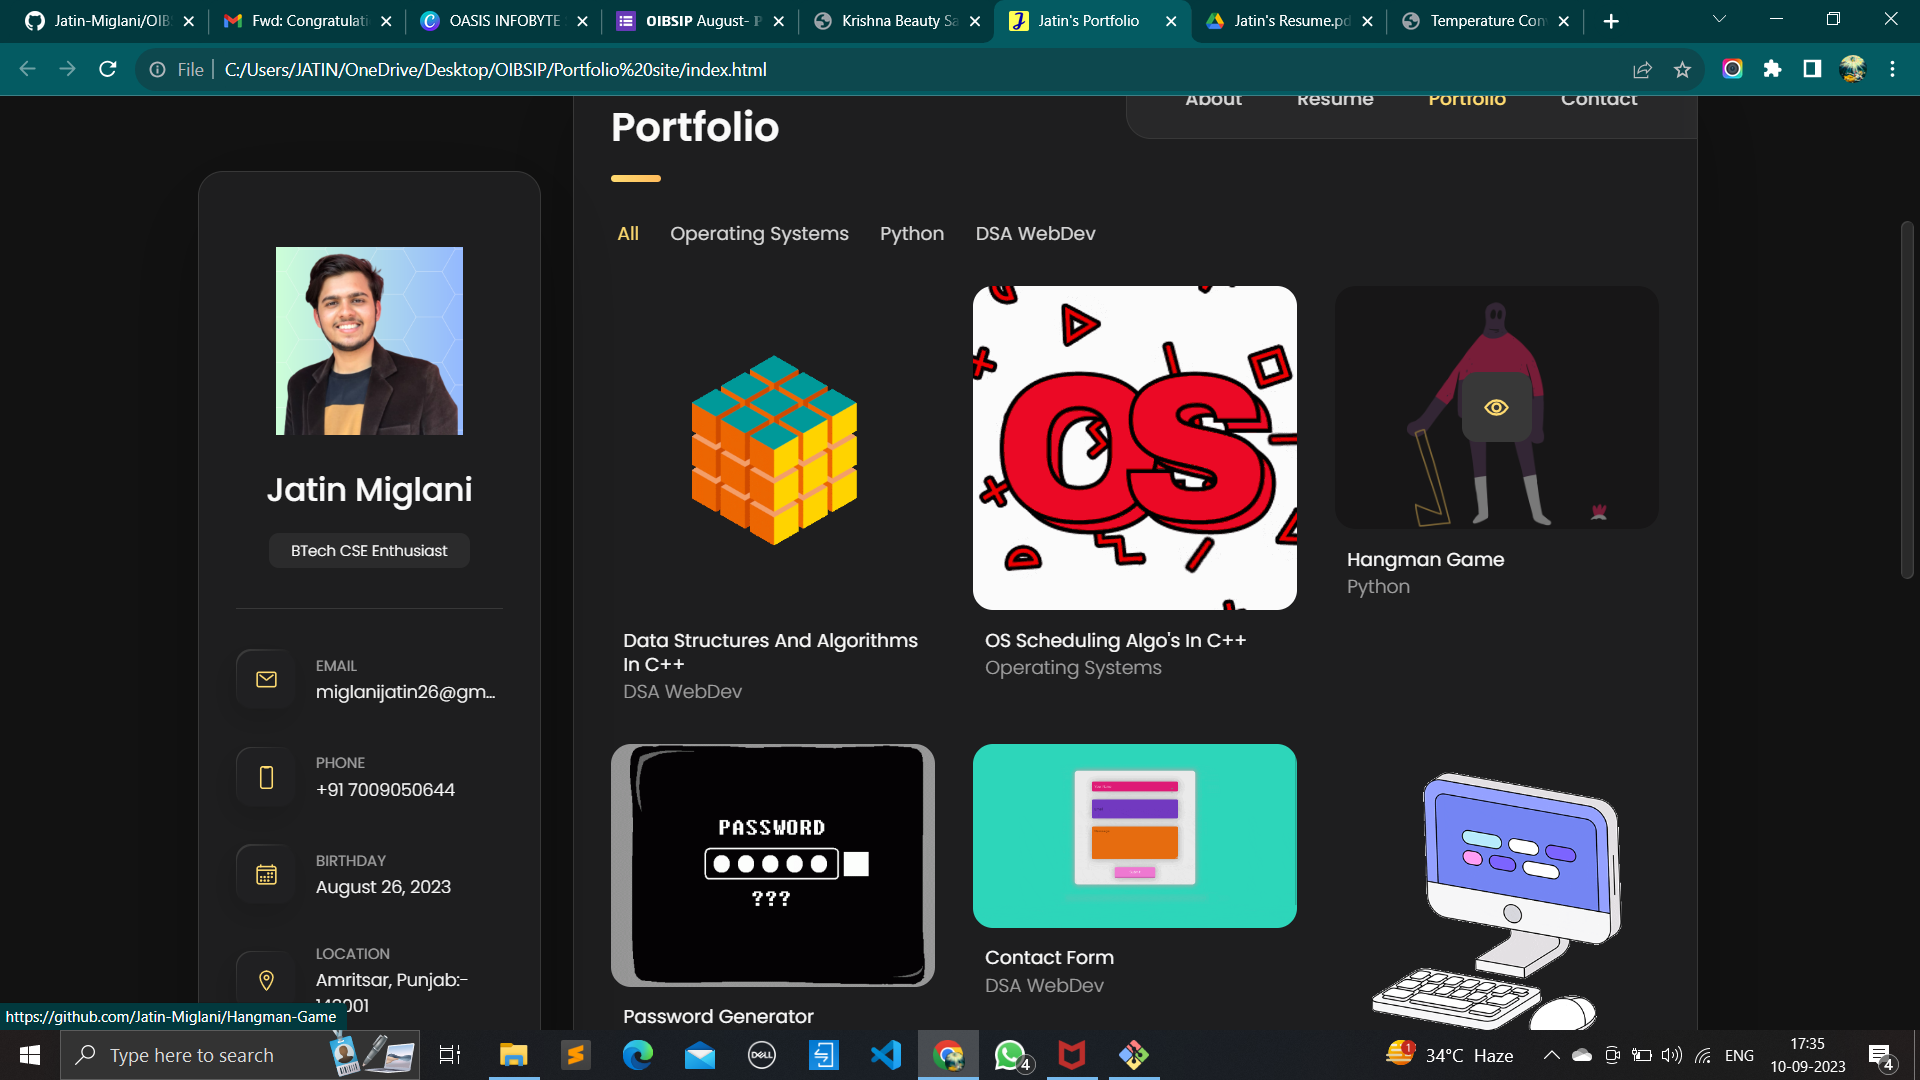 Jatin-Miglani/OIB
Fwd: Congratulati
OASIS INFOBYTE
OIBSIP August- P
Krishna Beauty Sa
Jatin's Portfolio
Jatin's Resume.pd
Temperature Con
File
C:/Users/JATIN/OneDrive/Desktop/OIBSIP/Portfolio%20site/index.html
About
Resume
Portfolio
Contact
Portfolio
All
Operating Systems
Python
DSA WebDev
OS
Jatin Miglani
BTech CSE Enthusiast
EMAIL
miglanijatin26@gm...
PHONE
+91 7009050644
BIRTHDAY
August 26, 2023
LOCATION
Amritsar, Punjab:-
Data Structures And Algorithms
In C++
DSA WebDev
OS Scheduling Algo's In C++
Operating Systems
Hangman Game
Python
PASSWORD
???
Password Generator
Contact Form
DSA WebDev
https://github.com/Jatin-Miglani/Hangman-Game
Type here to search
DELL
4
1
34°C Haze
ENG
17:35
10-09-2023
4